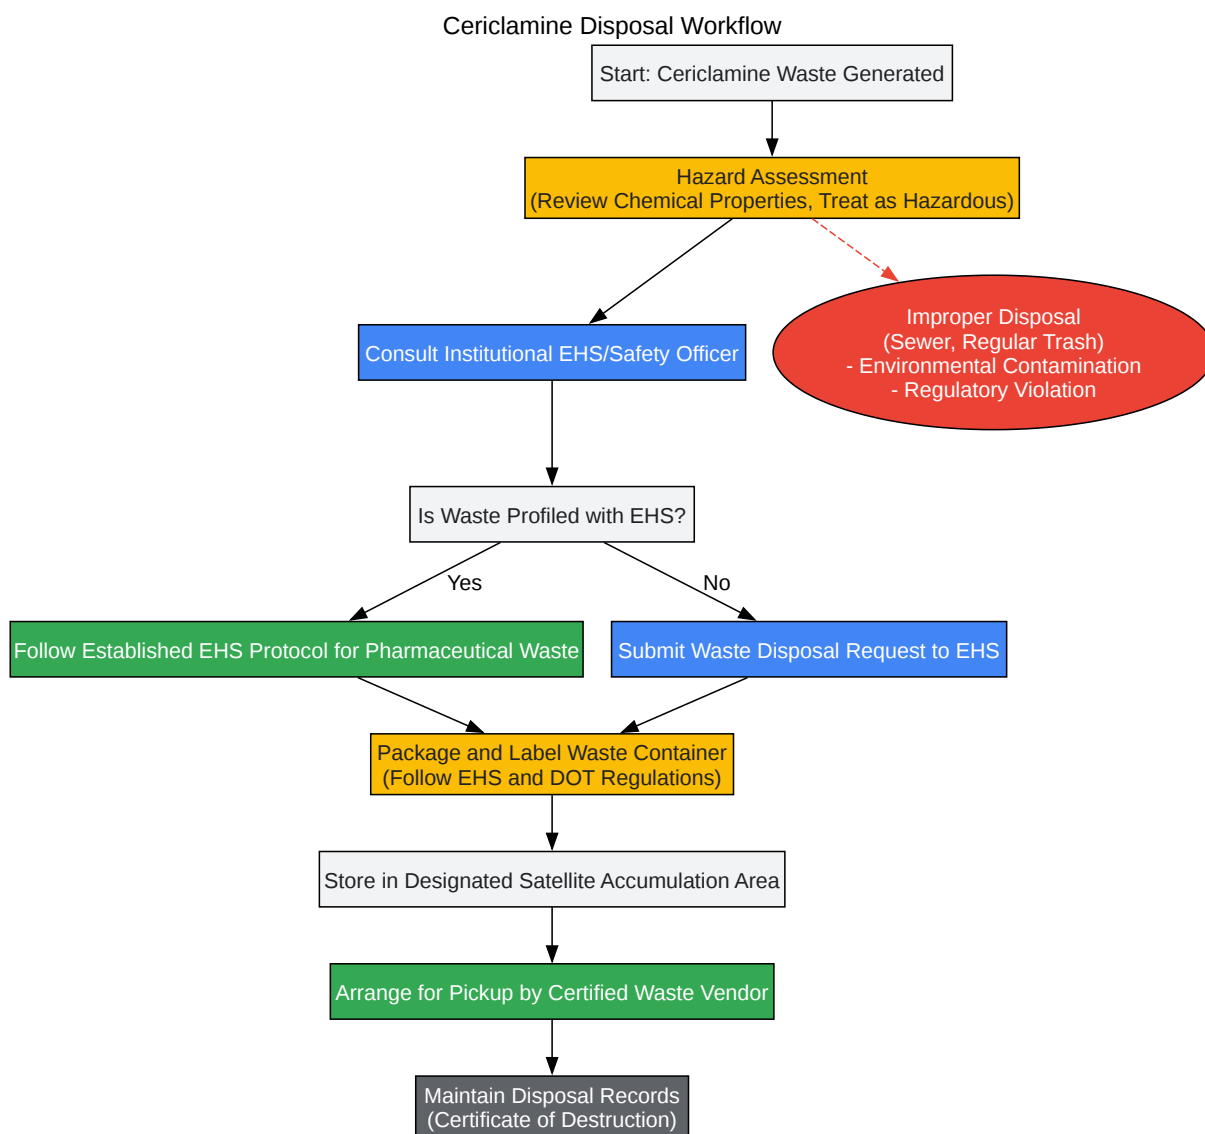 Cericlamine Disposal Workflow
Start: Cericlamine Waste Generated
Hazard Assessment
(Review Chemical Properties, Treat as Hazardous)
Improper Disposal
(Sewer, Regular Trash)
- Environmental Contamination
- Regulatory Violation
Consult Institutional EHS/Safety Officer
Is Waste Profiled with EHS?
Yes
No
Follow Established EHS Protocol for Pharmaceutical Waste
Submit Waste Disposal Request to EHS
Package and Label Waste Container
(Follow EHS and DOT Regulations)
Store in Designated Satellite Accumulation Area
Arrange for Pickup by Certified Waste Vendor
Maintain Disposal Records
(Certificate of Destruction)